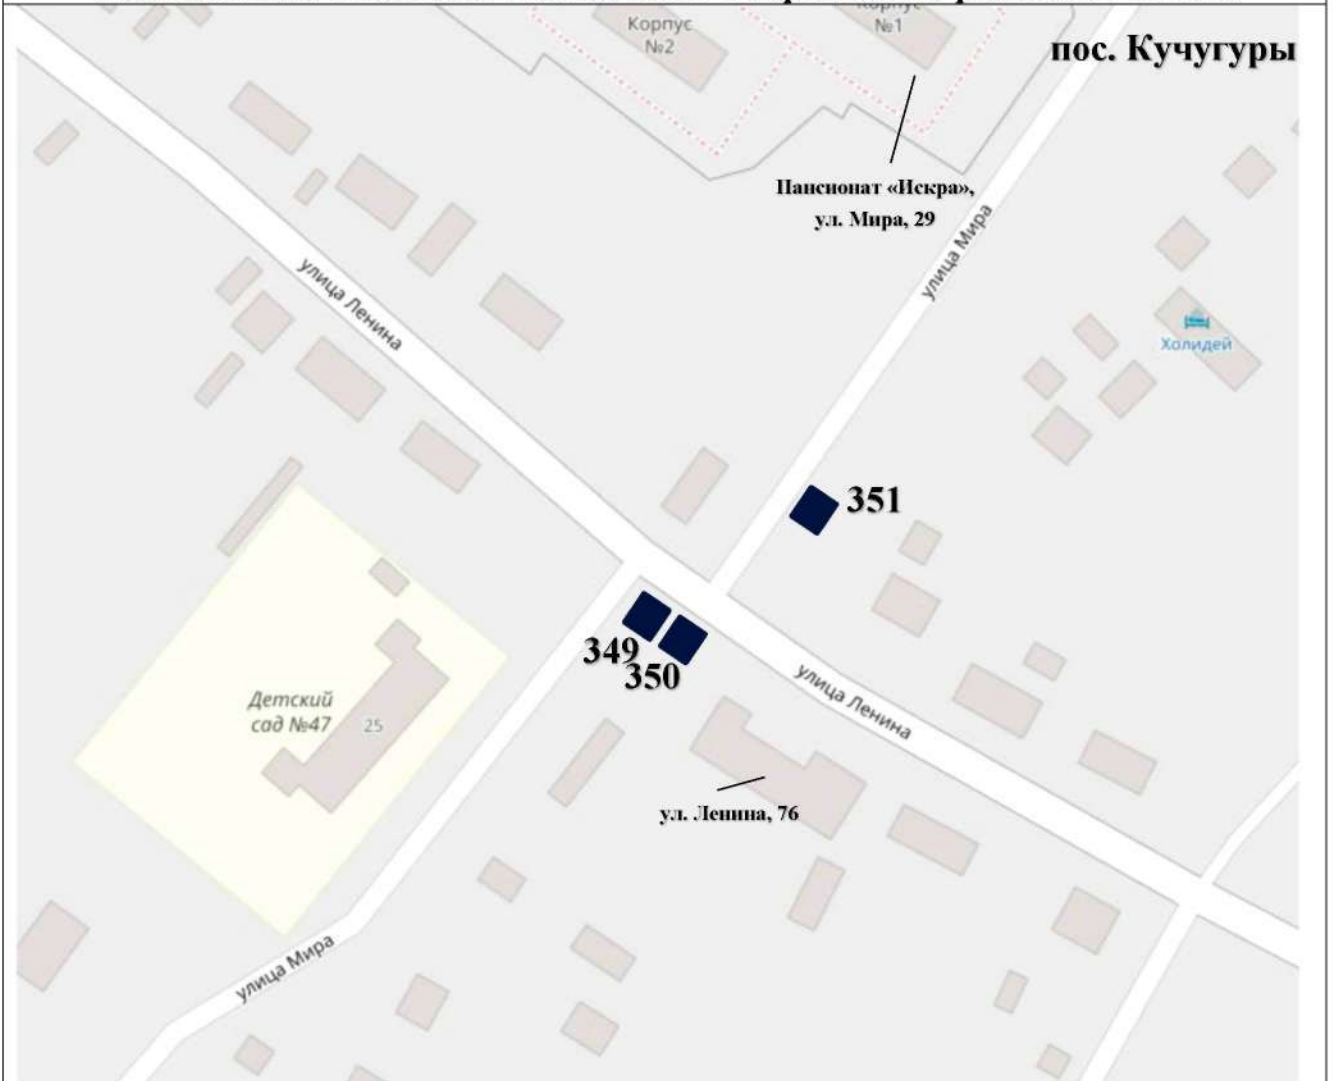 Корпус
№2
Корпус
№1
пос. Кучугуры
Пансионат «Искра»,
ул. Мира, 29
улица Мира
улица Ленина
Холидей
351
349
350
улица Ленина
Детский
сад №47
25
ул. Ленина, 76
улица Мира